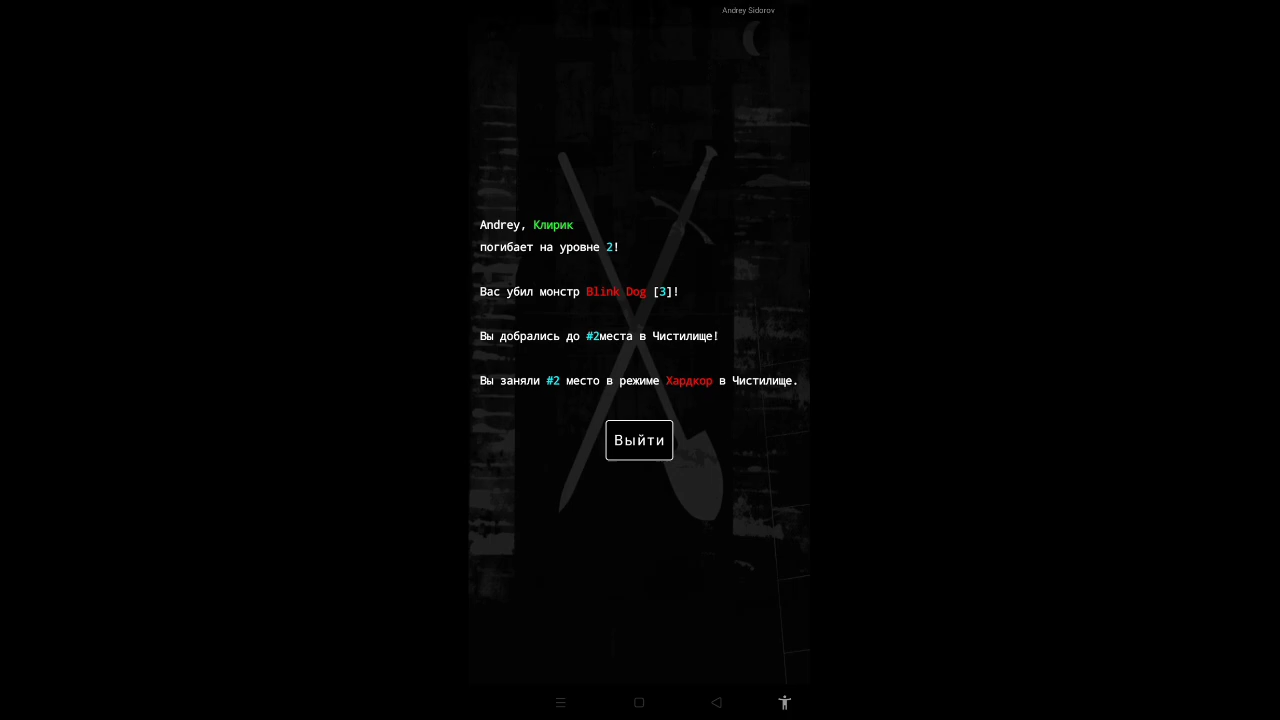 Andrey Sidorov
Andrey, Клирик
погибает на уровне 2!
Вас убил монстр Blink Dog [3]!
Вы добрались до #2места в Чистилище!
Вы заняли #2 место в режиме Хардкор в Чистилище.
Выйти